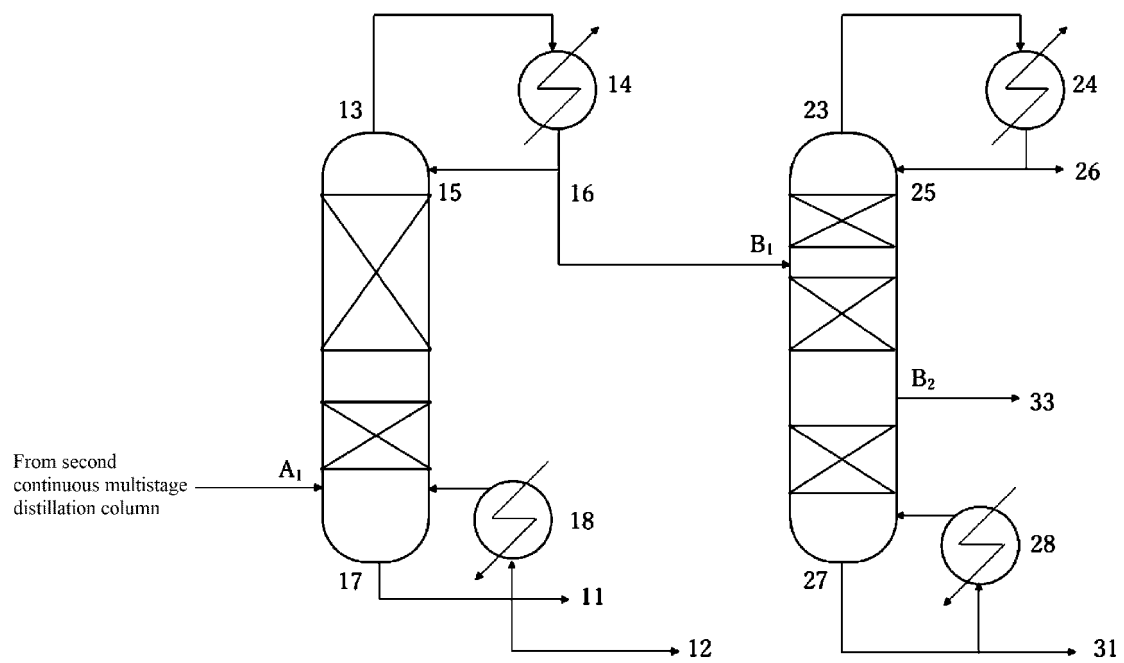 14
24
13
23
15
16
25
26
B₁
B₂
33
From second
continuous multistage
distillation column
A₁
18
28
17
27
11
12
31